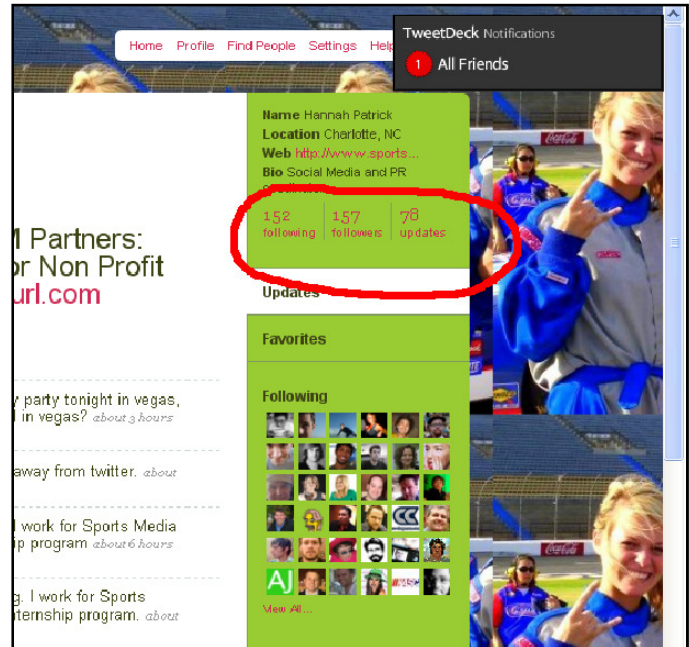 TweetDeck Notifications
1 All Friends
Home Profile Find People Settings Help
Name Hannah Patrick
Location Charlotte, NC
Web http://www.sports...
Bio Social Media and PR
152 following
157 followers
78 updates
Partners:
or Non Profit
url.com
Updates
Favorites
Following
y party tonight in vegas,
in vegas? about 3 hours
away from twitter. about
I work for Sports Media
ip program about 6 hours
g. I work for Sports
ternship program. about
AJ
View All...
Coca-Cola